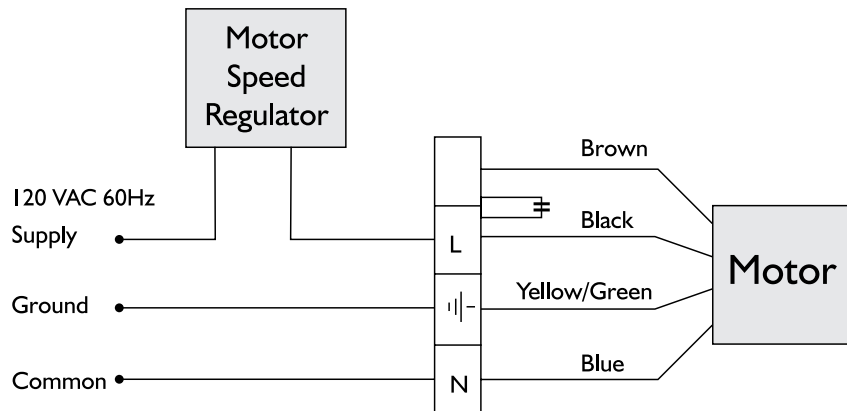 Motor
Speed
Regulator
120 VAC 60Hz
Supply
Ground
Common
L
N
Brown
Black
Yellow/Green
Blue
Motor